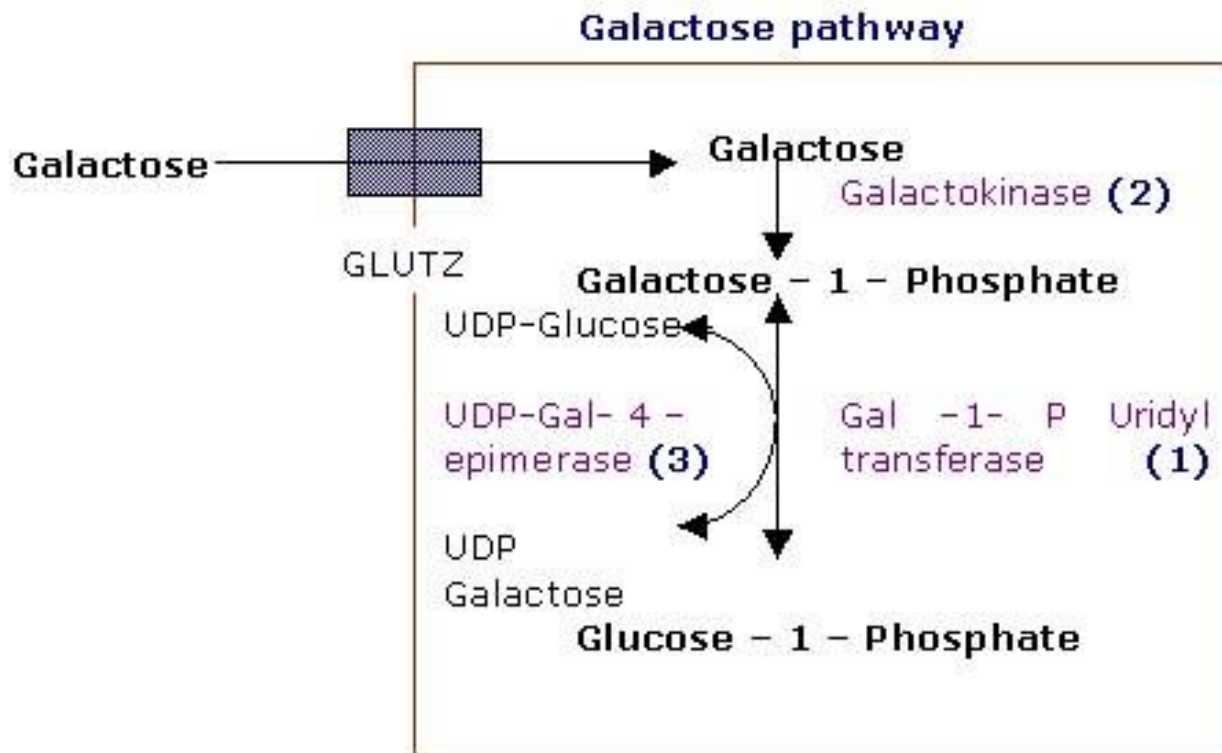 Galactose pathway
Galactose
Galactose
Galactokinase (2)
GLUTZ
Galactose – 1 – Phosphate
UDP-Glucose
UDP-Gal- 4 –
epimerase (3)
Gal -1- P Uridyl
transferase (1)
UDP
Galactose
Glucose – 1 – Phosphate